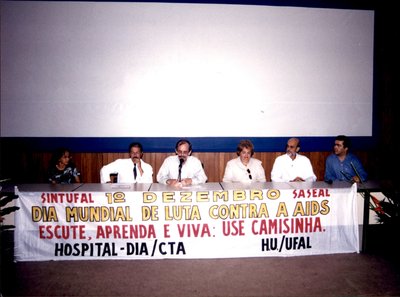 SINTUFAL 1º DEZEMBRO SASEAL
DIA MUNDIAL DE LUTA CONTRA A AIDS
ESCUTE, APRENDA E VIVA: USE CAMISINHA.
HOSPITAL-DIA/CTA HU./UFAL